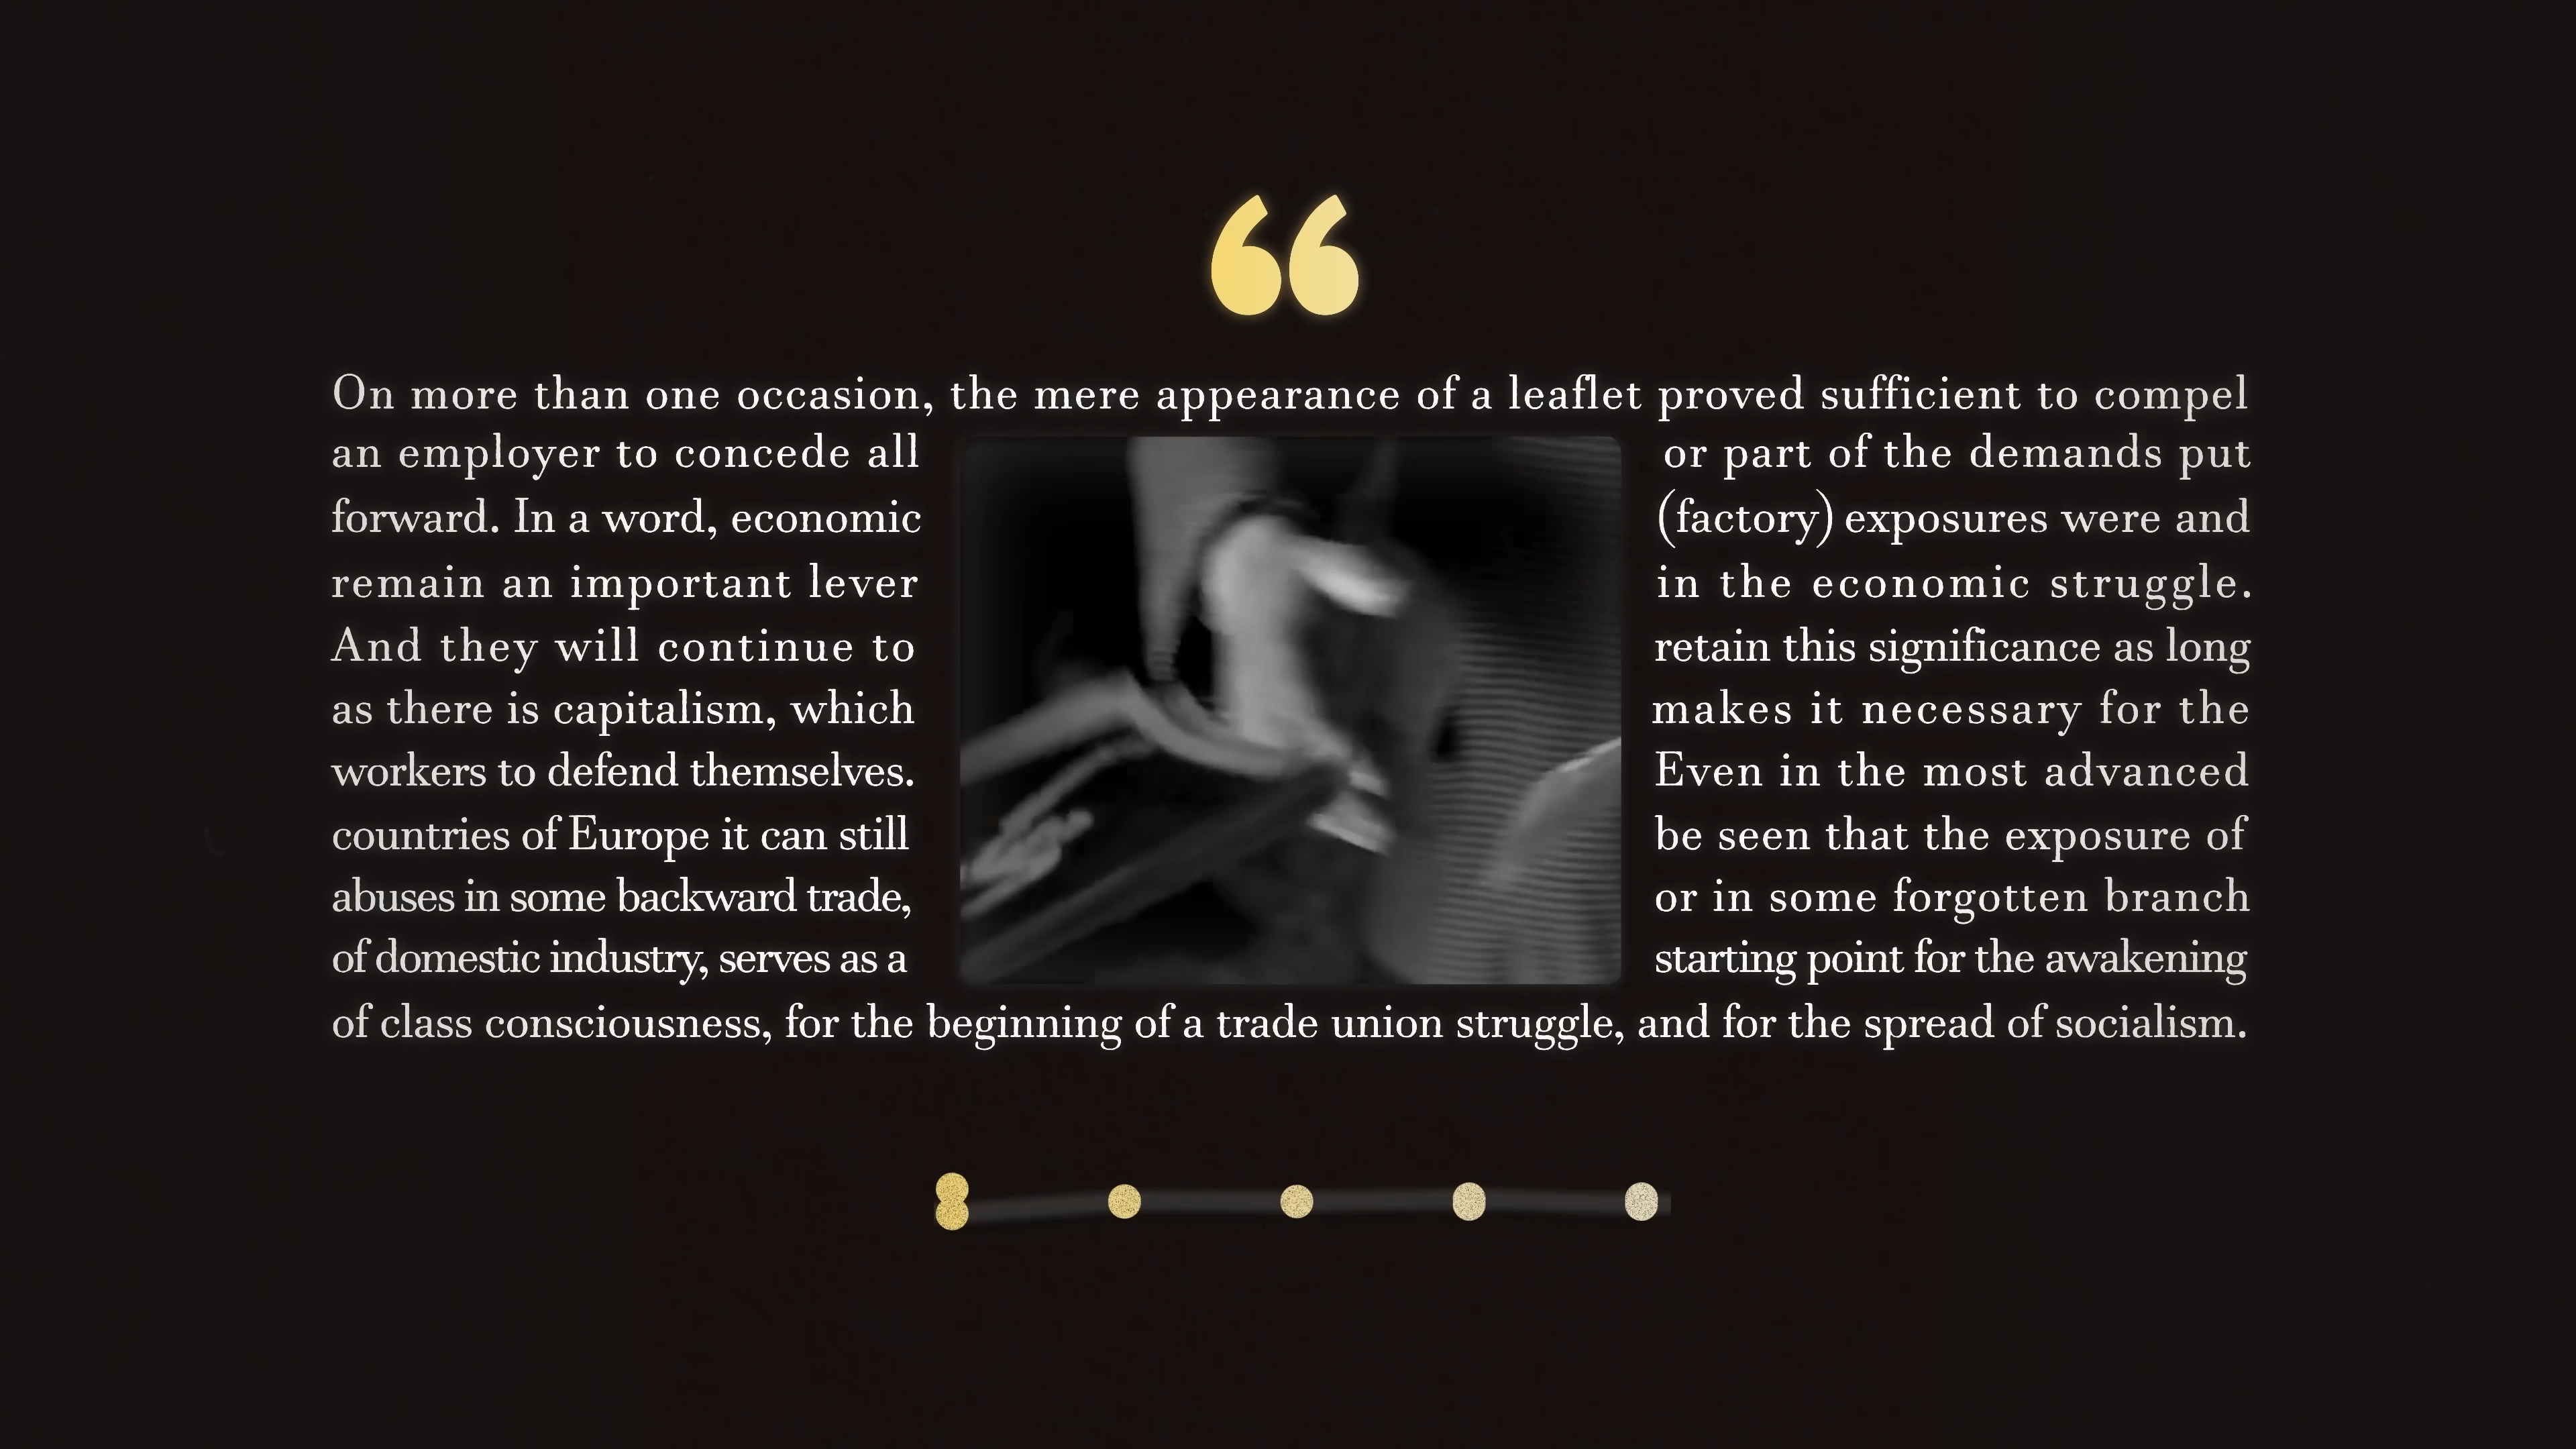 “
On more than one occasion, the mere appearance of a leaflet proved sufficient to compel
an employer to concede all or part of the demands put
forward. In a word, economic (factory) exposures were and
remain an important lever in the economic struggle.
And they will continue to retain this significance as long
as there is capitalism, which makes it necessary for the
workers to defend themselves. Even in the most advanced
countries of Europe it can still be seen that the exposure of
abuses in some backward trade, or in some forgotten branch
of domestic industry, serves as a starting point for the awakening
of class consciousness, for the beginning of a trade union struggle, and for the spread of socialism.